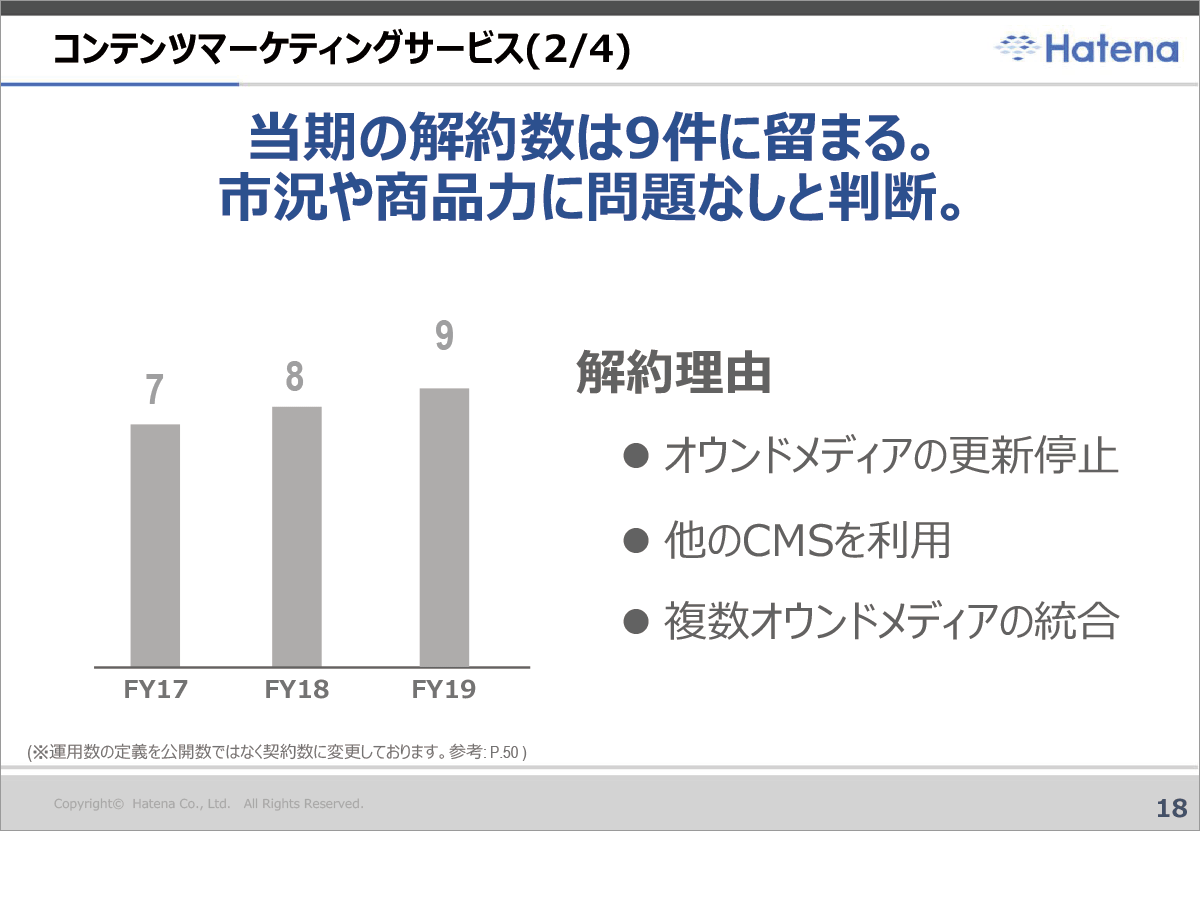 コンテンツマーケティングサービス(2/4)
Hatena
当期の解約数は9件に留まる。
市況や商品力に問題なしと判断。
7
8
9
FY17
FY18
FY19
解約理由
● オウンドメディアの更新停止
● 他のCMSを利用
● 複数オウンドメディアの統合
(※運用数の定義を公開数ではなく契約数に変更しております。参考: P.50 )
Copyright© Hatena Co., Ltd. All Rights Reserved.
18